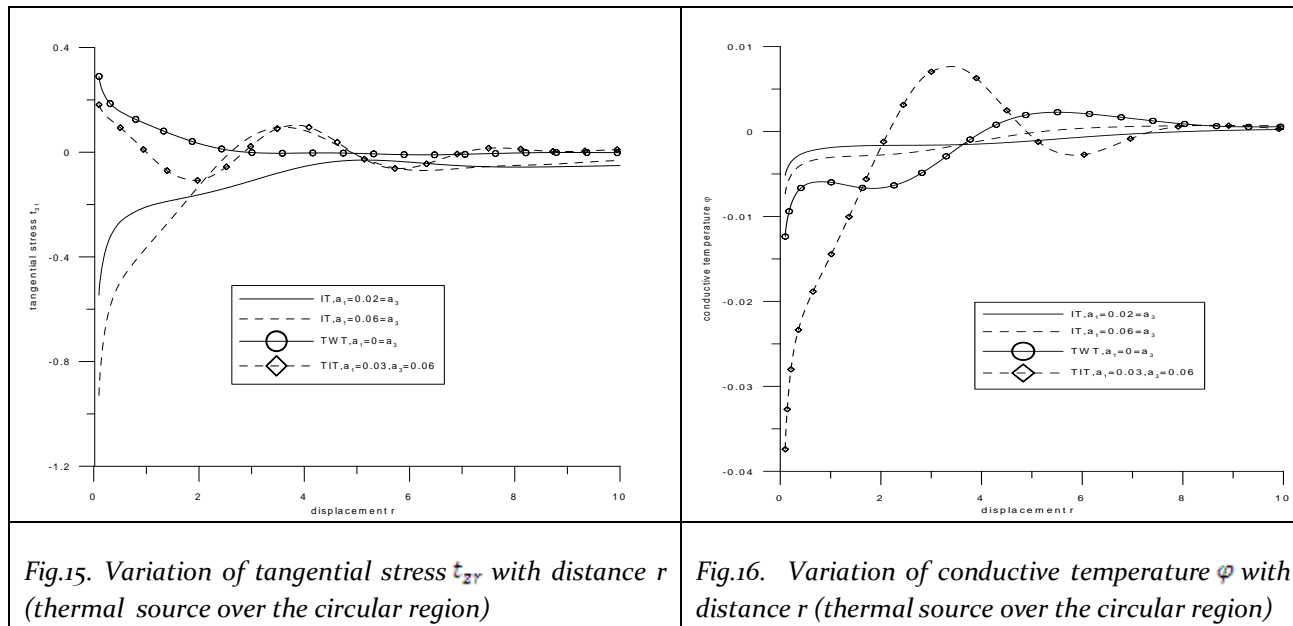 0.4
0
-0.4
-0.8
-1.2
tangential stress t₃₁
0 2 4 6 8 10
displacement r
IT,a₁=0.02=a₃
IT,a₁=0.06=a₃
TWT,a₁=0=a₃
TIT,a₁=0.03,a₃=0.06
0.01
0
-0.01
-0.02
-0.03
-0.04
conductive temperature φ
0 2 4 6 8 10
displacement r
IT,a₁=0.02=a₃
IT,a₁=0.06=a₃
TWT,a₁=0=a₃
TIT,a₁=0.03,a₃=0.06
Fig.15. Variation of tangential stress t_zr with distance r
(thermal source over the circular region)
Fig.16. Variation of conductive temperature φ with
distance r (thermal source over the circular region)